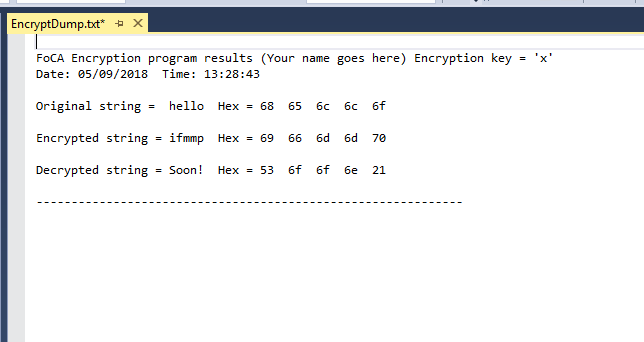 EncryptDump.txt*
FoCA Encryption program results (Your name goes here) Encryption key = 'x'
Date: 05/09/2018  Time: 13:28:43
Original string =  hello  Hex = 68  65  6c  6c  6f
Encrypted string = ifmmp  Hex = 69  66  6d  6d  70
Decrypted string = Soon!  Hex = 53  6f  6f  6e  21
-------------------------------------------------------------